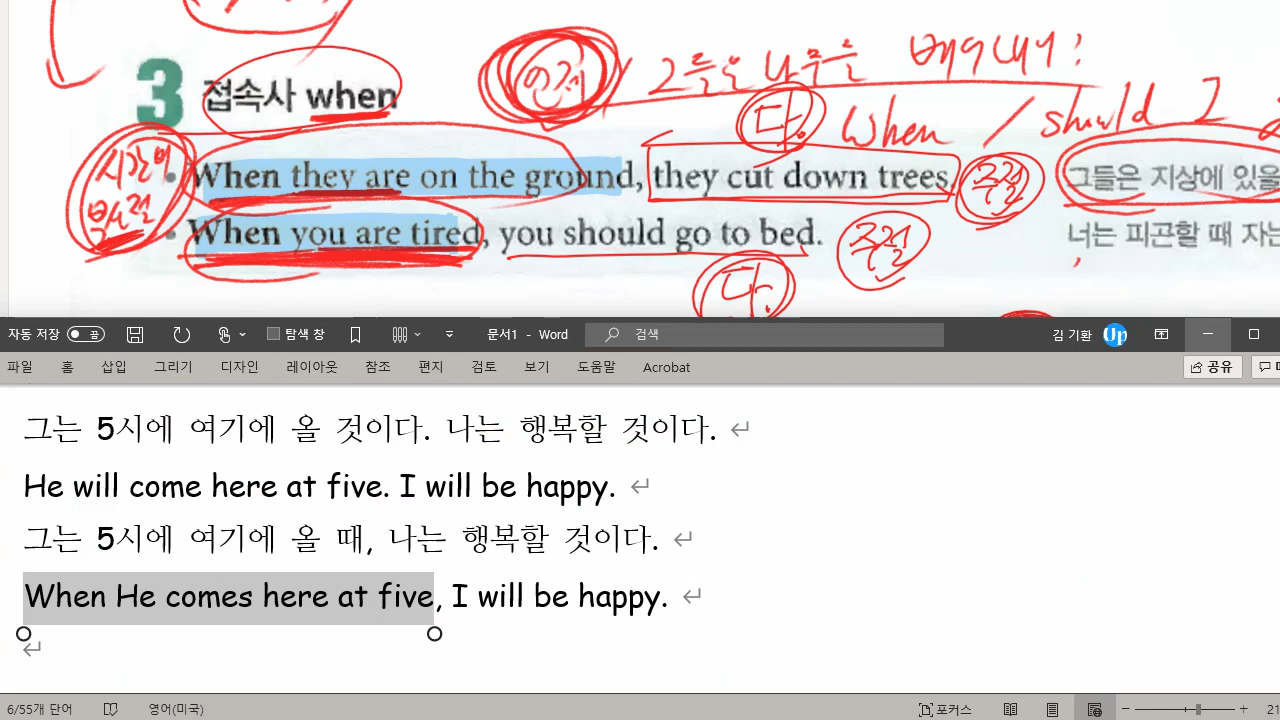 언제 그들은 나무를 베어내니?
3 접속사 when
다. When / should I
시간의 부사절
• When they are on the ground, they cut down trees. 주절 그들은 지상에 있을
• When you are tired, you should go to bed. 주절 너는 피곤할 때 자는
다.
자동 저장 끔 탐색 창 문서1 - Word 검색 김 기환 Up
파일 홈 삽입 그리기 디자인 레이아웃 참조 편지 검토 보기 도움말 Acrobat 공유
그는 5시에 여기에 올 것이다. 나는 행복할 것이다.
He will come here at five. I will be happy.
그는 5시에 여기에 올 때, 나는 행복할 것이다.
When He comes here at five, I will be happy.
6/55개 단어 영어(미국) 포커스 21